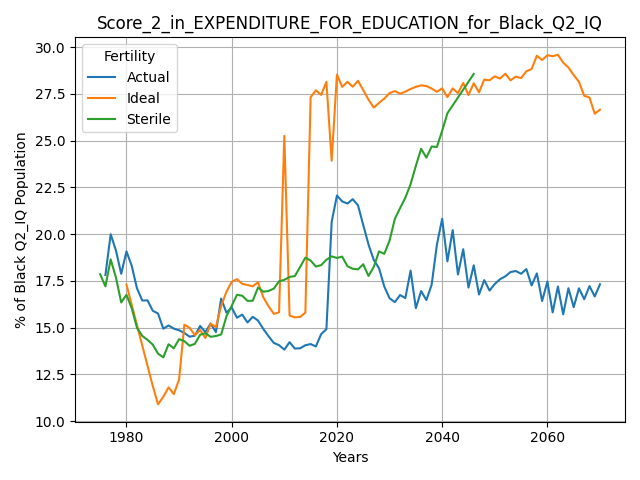 Score_2_in_EXPENDITURE_FOR_EDUCATION_for_Black_Q2_IQ
Fertility
Actual
Ideal
Sterile
30.0
27.5
25.0
22.5
20.0
17.5
15.0
12.5
10.0
% of Black Q2_IQ Population
1980 2000 2020 2040 2060
Years